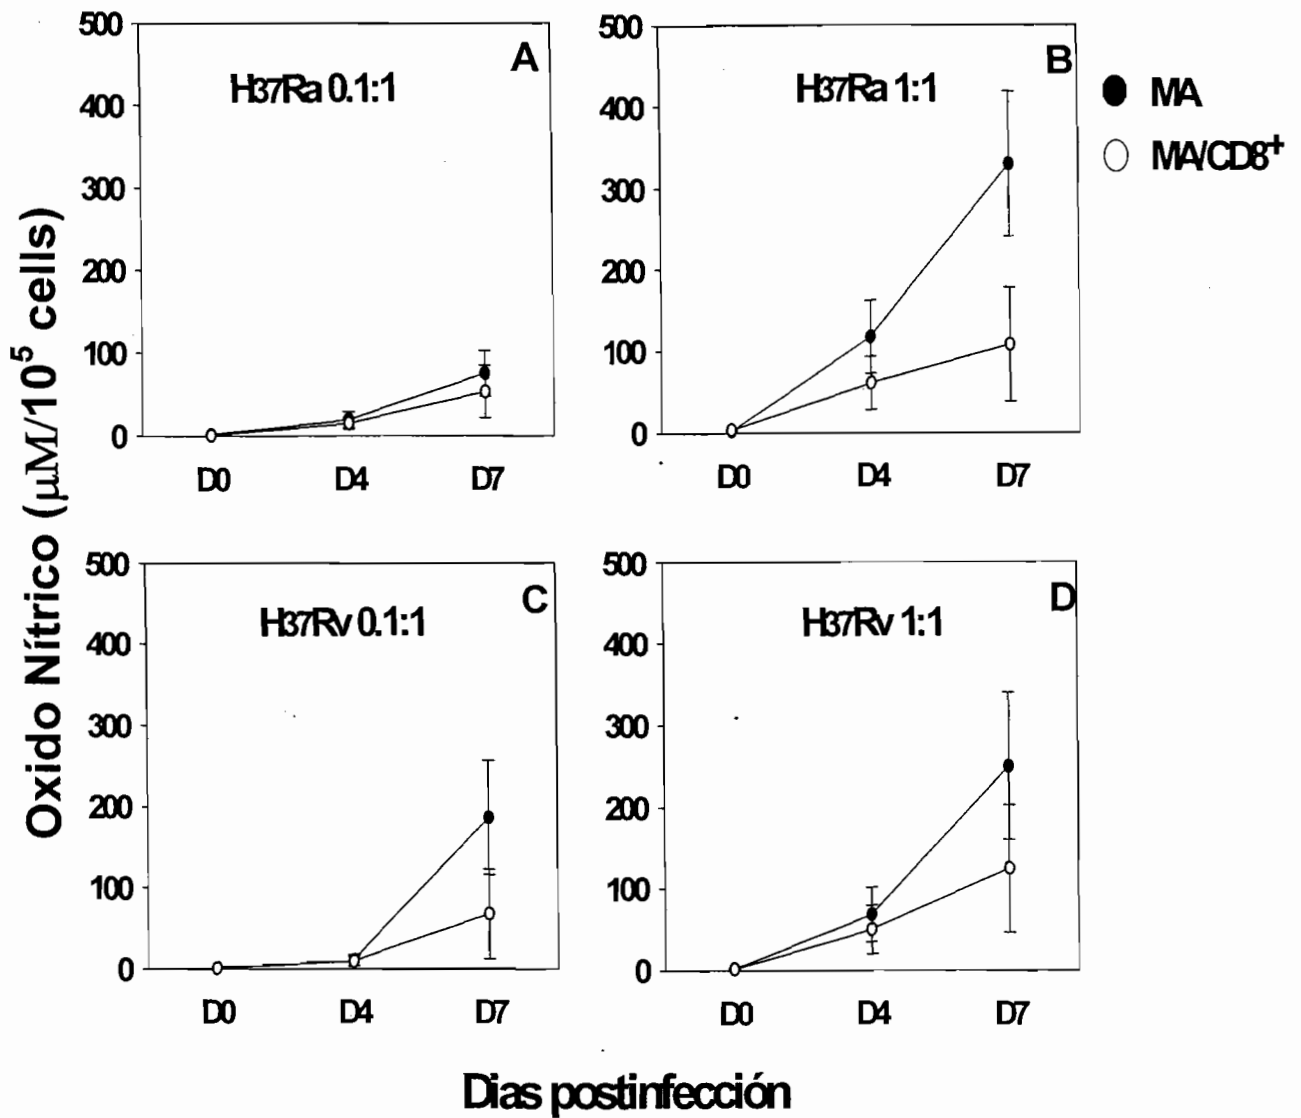 Oxido Nítrico (μM/10⁵ cells)
A
H37Ra 0.1:1
500
400
300
200
100
0
D0 D4 D7
B
H37Ra 1:1
500
400
300
200
100
0
D0 D4 D7
MA
MA/CD8⁺
C
H37Rv 0.1:1
500
400
300
200
100
0
D0 D4 D7
D
H37Rv 1:1
500
400
300
200
100
0
D0 D4 D7
Dias postinfección